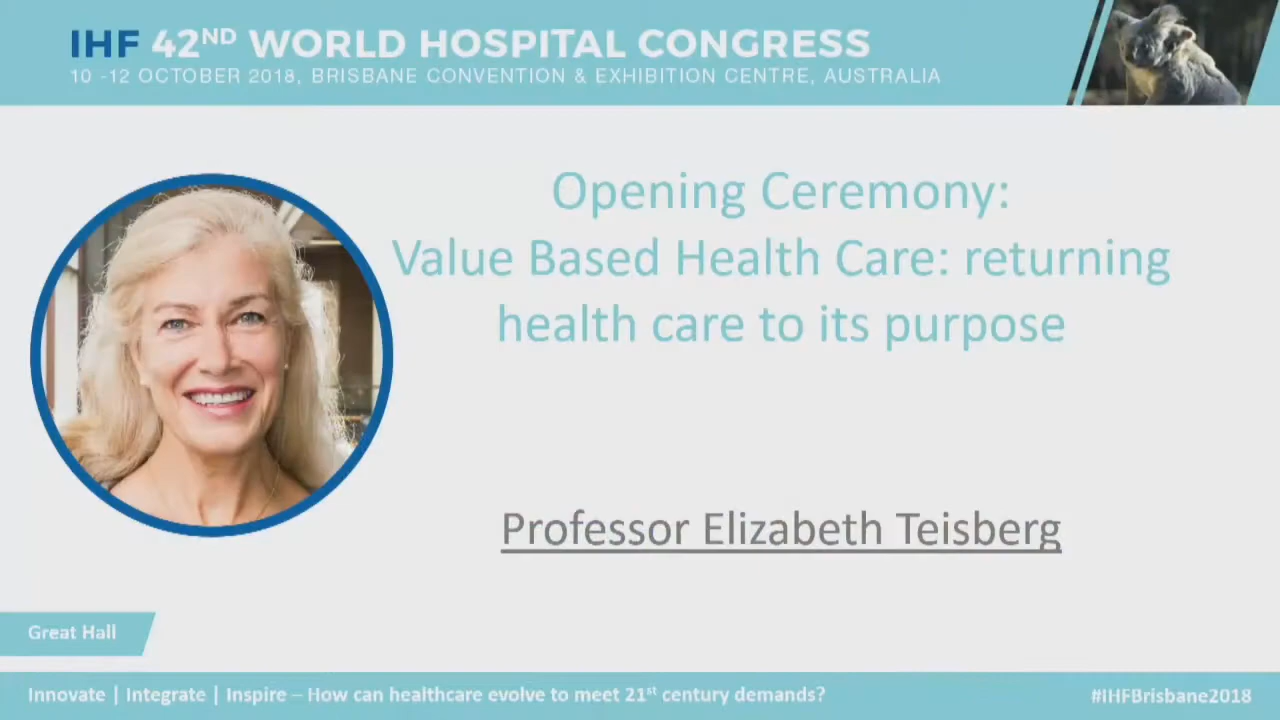 IHF 42ND WORLD HOSPITAL CONGRESS
10 -12 OCTOBER 2018, BRISBANE CONVENTION & EXHIBITION CENTRE, AUSTRALIA
Opening Ceremony:
Value Based Health Care: returning
health care to its purpose
Professor Elizabeth Teisberg
Great Hall
Innovate | Integrate | Inspire – How can healthcare evolve to meet 21st century demands?
#IHFBrisbane2018